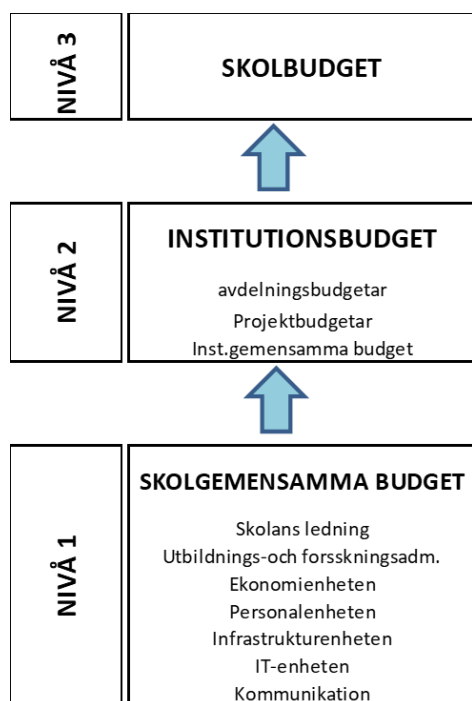 NIVÅ 3
SKOLBUDGET
NIVÅ 2
INSTITUTIONSBUDGET
avdelningsbudgetar
Projektbudgetar
Inst.gemensamma budget
NIVÅ 1
SKOLGEMENSAMMA BUDGET
Skolans ledning
Utbildnings-och forsskningsadm.
Ekonomienheten
Personalenheten
Infrastrukturenheten
IT-enheten
Kommunikation